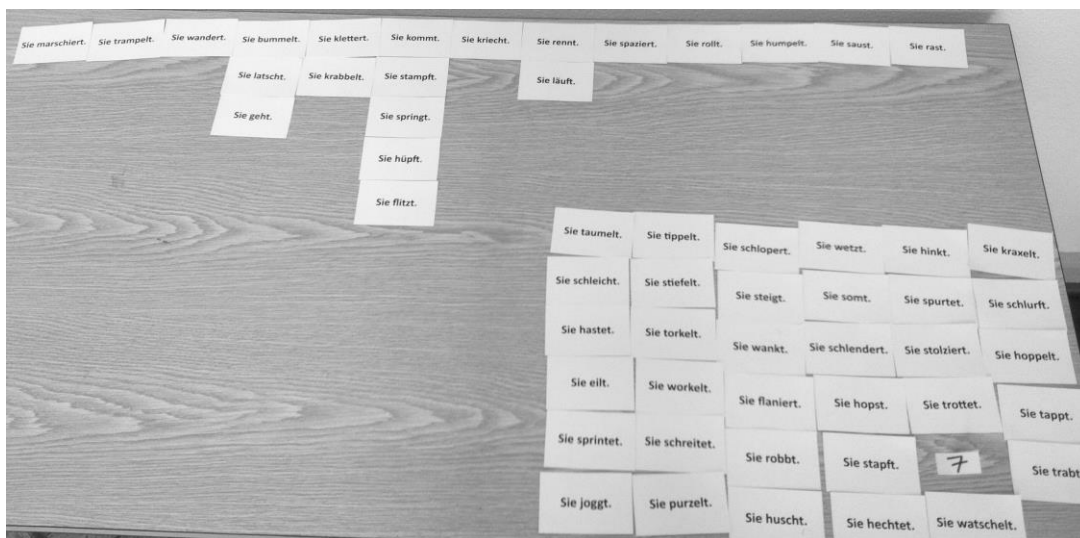 Sie marschiert. Sie trampelt. Sie wandert. Sie bummelt. Sie klettert. Sie kommt. Sie kriecht. Sie rennt. Sie spaziert. Sie rollt. Sie humpelt. Sie saust. Sie rast.
Sie latscht. Sie krabbelt. Sie stampft. Sie läuft.
Sie geht. Sie springt.
Sie hüpft.
Sie flitzt.
Sie taumelt. Sie tippelt. Sie schlopert. Sie wetzt. Sie hinkt. Sie kraxelt.
Sie schleicht. Sie stiefelt. Sie steigt. Sie somt. Sie spurtet. Sie schlurft.
Sie hastet. Sie torkelt. Sie wankt. Sie schlendert. Sie stolziert. Sie hoppelt.
Sie eilt. Sie workelt. Sie flaniert. Sie hopst. Sie trottet. Sie tappt.
Sie sprintet. Sie schreitet. Sie robbt. Sie stapft. 7 Sie trabt
Sie joggt. Sie purzelt. Sie huscht. Sie hechtet. Sie watschelt.